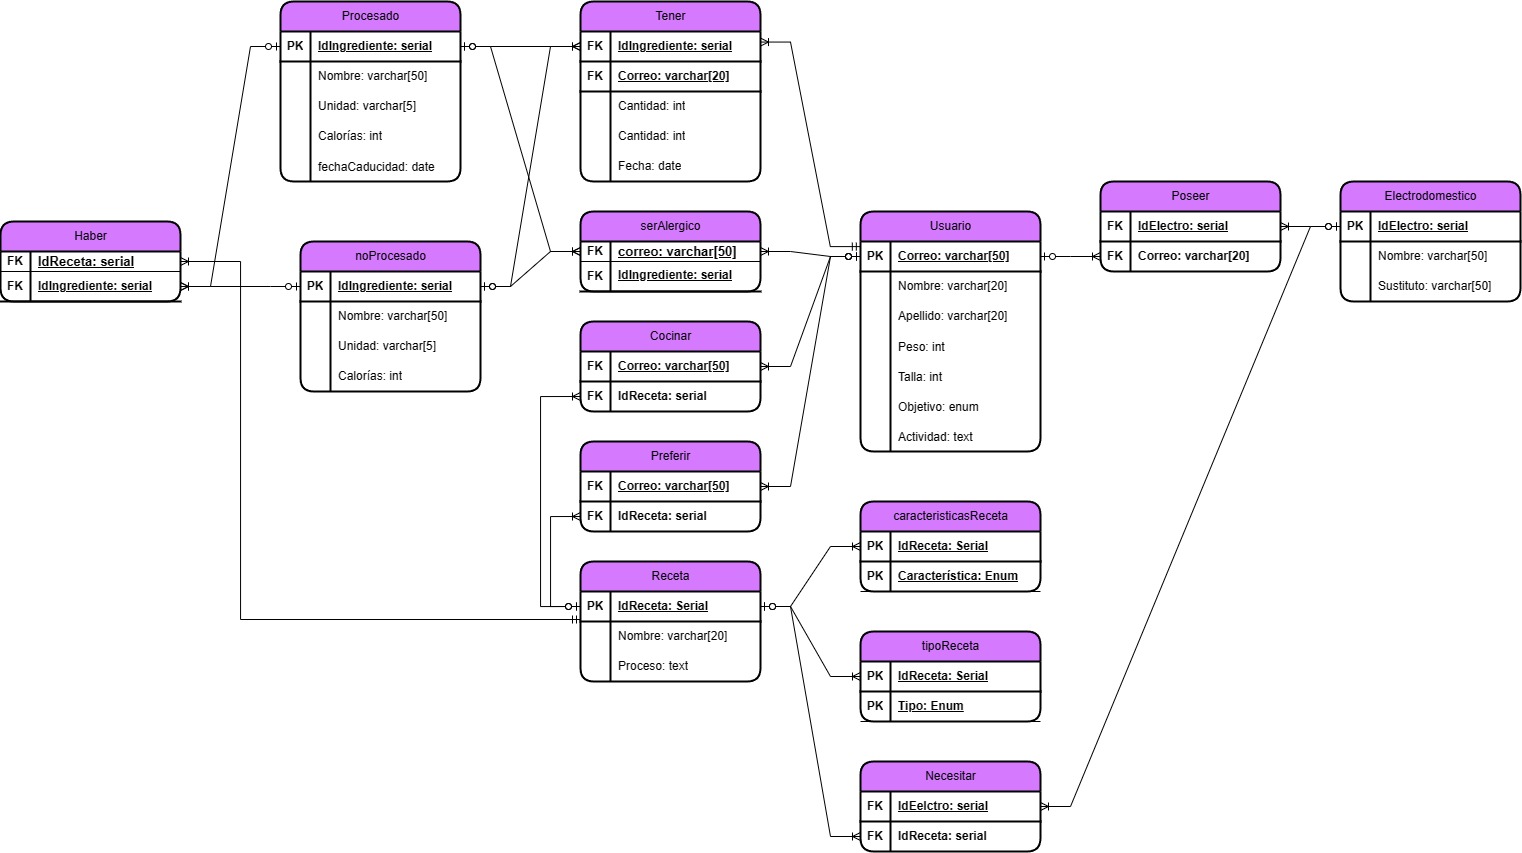 Procesado
PK IdIngrediente: serial
Nombre: varchar[50]
Unidad: varchar[5]
Calorías: int
fechaCaducidad: date
Tener
FK IdIngrediente: serial
FK Correo: varchar[20]
Cantidad: int
Cantidad: int
Fecha: date
Haber
FK IdReceta: serial
FK IdIngrediente: serial
noProcesado
PK IdIngrediente: serial
Nombre: varchar[50]
Unidad: varchar[5]
Calorías: int
serAlergico
FK correo: varchar[50]
FK IdIngrediente: serial
Cocinar
FK Correo: varchar[50]
FK IdReceta: serial
Preferir
FK Correo: varchar[50]
FK IdReceta: serial
Receta
PK IdReceta: Serial
Nombre: varchar[20]
Proceso: text
Usuario
PK Correo: varchar[50]
Nombre: varchar[20]
Apellido: varchar[20]
Peso: int
Talla: int
Objetivo: enum
Actividad: text
Poseer
FK IdElectro: serial
FK Correo: varchar[20]
Electrodomestico
PK IdElectro: serial
Nombre: varchar[50]
Sustituto: varchar[50]
caracteristicasReceta
PK IdReceta: Serial
PK Característica: Enum
tipoReceta
PK IdReceta: Serial
PK Tipo: Enum
Necesitar
FK IdEelctro: serial
FK IdReceta: serial